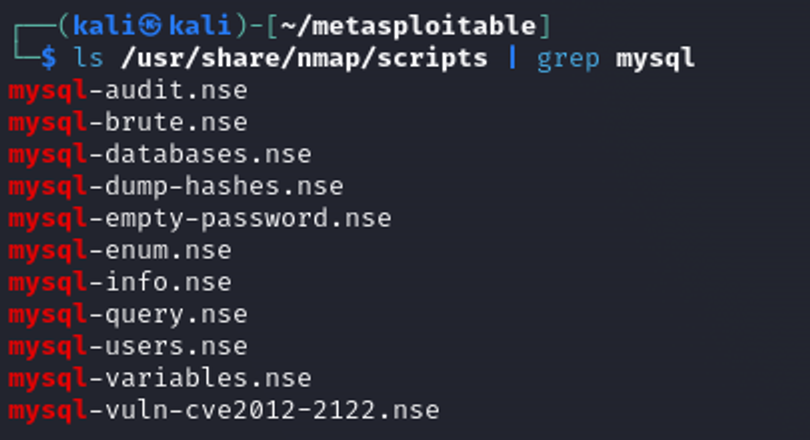 ┌──(kali㉿kali)-[~/metasploitable]
└─$ ls /usr/share/nmap/scripts | grep mysql
mysql-audit.nse
mysql-brute.nse
mysql-databases.nse
mysql-dump-hashes.nse
mysql-empty-password.nse
mysql-enum.nse
mysql-info.nse
mysql-query.nse
mysql-users.nse
mysql-variables.nse
mysql-vuln-cve2012-2122.nse